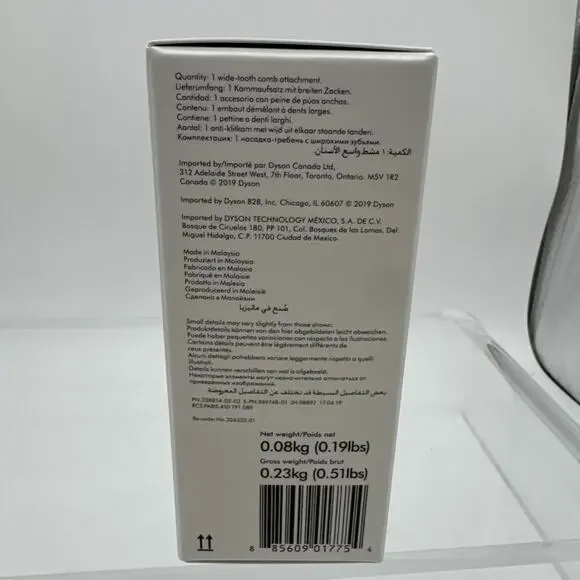 Quantity: 1 wide-tooth comb attachment.
Lieferumfang: 1 Kammaufsatz mit breiten Zacken.
Cantidad: 1 accesorio con peine de púas anchas.
Contenu: 1 embout démêlant à dents larges.
Contiene: 1 pettine a denti larghi.
Aantal: 1 anti-klitkam met wijd uit elkaar staande tanden.
Комплектация: 1 насадка-гребень с широкими зубьями.
الكمية: ١ مشط واسع الأسنان.
Imported by/Importé par Dyson Canada Ltd,
312 Adelaide Street West, 7th Floor, Toronto, Ontario. M5V 1R2
Canada © 2019 Dyson
Imported by Dyson B2B, Inc. Chicago, IL 60607 © 2019 Dyson
Imported by DYSON TECHNOLOGY MÉXICO, S.A. DE C.V.
Bosque de Ciruelos 180, PP 101, Col. Bosques de las Lomas, Del.
Miguel Hidalgo, C.P. 11700 Ciudad de México.
Made in Malaysia
Produziert in Malaysia
Fabricado en Malasia
Fabriqué en Malaisie
Prodotto in Malesia
Geproduceerd in Maleisië
Сделано в Малайзии
صُنع في ماليزيا
Small details may vary slightly from those shown.
Produktdetails können von den hier abgebildeten leicht abweichen.
Puede haber pequeñas variaciones con respecto a las ilustraciones.
Certains détails peuvent être légèrement différents de
ceux présentés.
Alcuni dettagli potrebbero variare leggermente rispetto a quelli
illustrati.
Details kunnen verschillen van wat is afgebeeld.
Некоторые элементы могут незначительно отличаться от
приведенных изображений.
بعض التفاصيل البسيطة قد تختلف عن التفاصيل المعروضة.
RCS PARIS 410 191 589
Net weight/Poids net
0.08kg (0.19lbs)
Gross weight/Poids brut
0.23kg (0.51lbs)
8 85609 01775 4